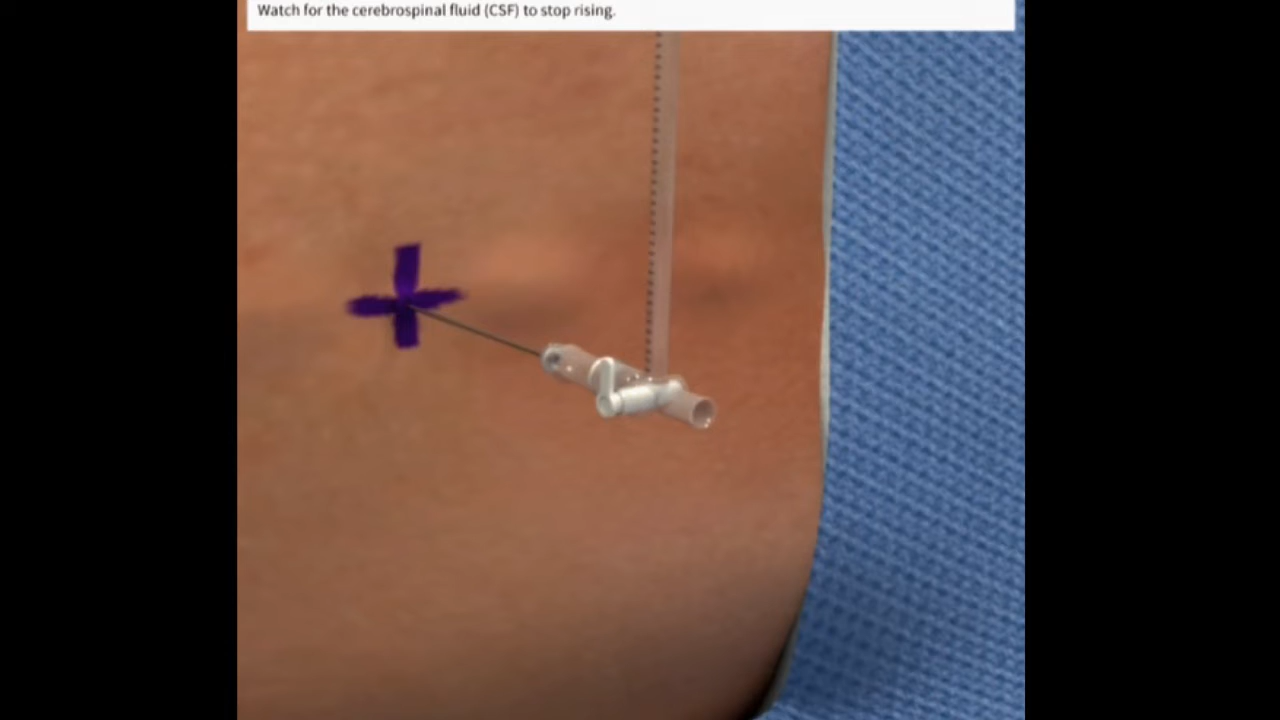 Watch for the cerebrospinal fluid (CSF) to stop rising.